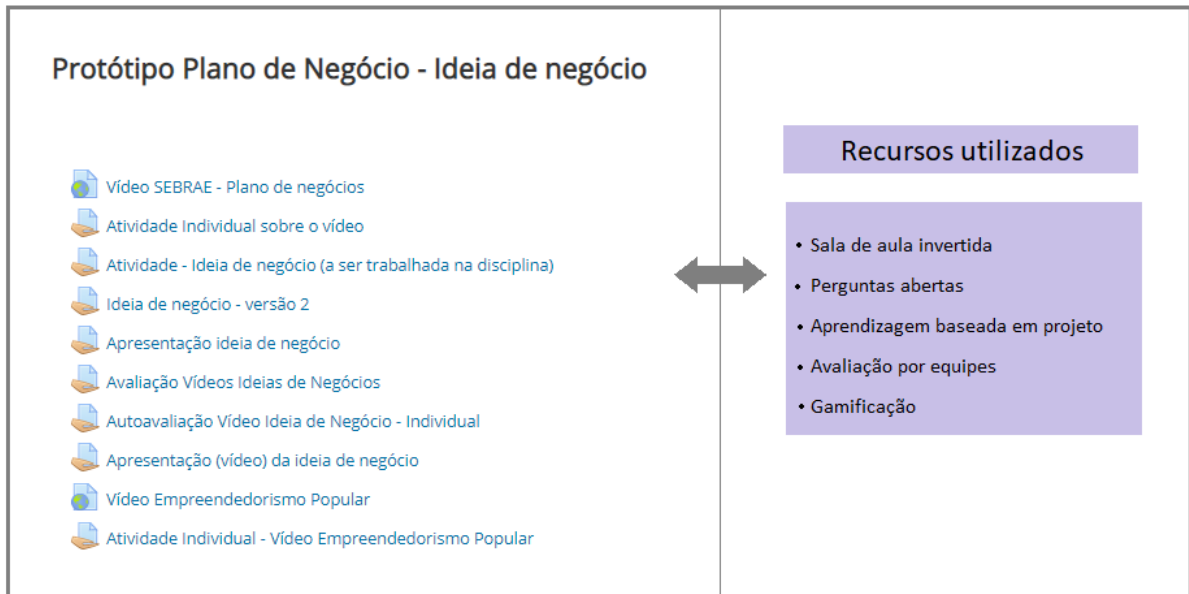 Protótipo Plano de Negócio - Ideia de negócio
Vídeo SEBRAE - Plano de negócios
Atividade Individual sobre o vídeo
Atividade - Ideia de negócio (a ser trabalhada na disciplina)
Ideia de negócio - versão 2
Apresentação ideia de negócio
Avaliação Vídeos Ideias de Negócios
Autoavaliação Vídeo Ideia de Negócio - Individual
Apresentação (vídeo) da ideia de negócio
Vídeo Empreendedorismo Popular
Atividade Individual - Vídeo Empreendedorismo Popular
Recursos utilizados
• Sala de aula invertida
• Perguntas abertas
• Aprendizagem baseada em projeto
• Avaliação por equipes
• Gamificação